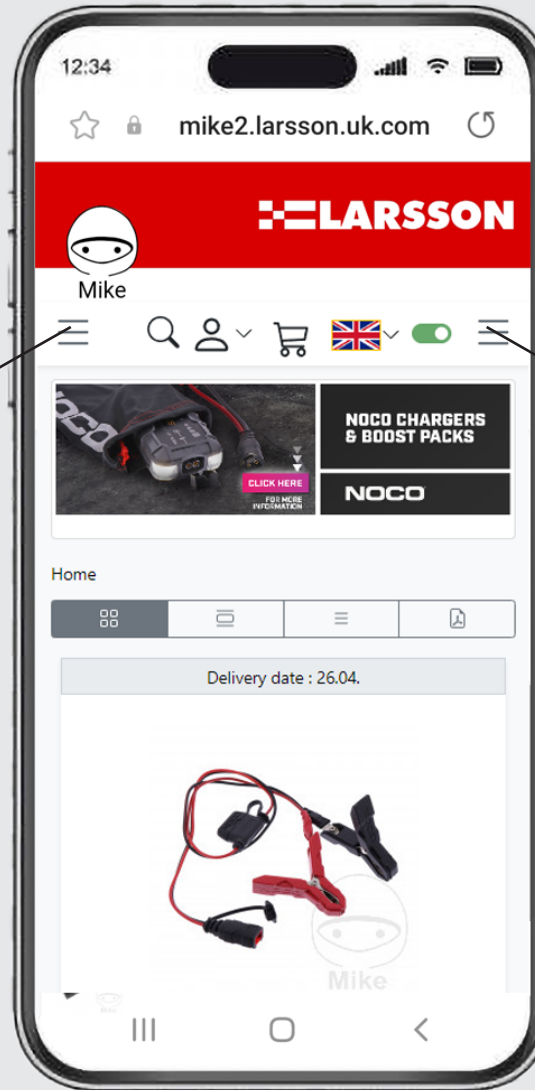 12:34
mike2.larsson.uk.com
LARSSON
Mike
NOCO
CLICK HERE
FOR MORE
INFORMATION
NOCO CHARGERS
& BOOST PACKS
NOCO
Home
Delivery date : 26.04.
Mike